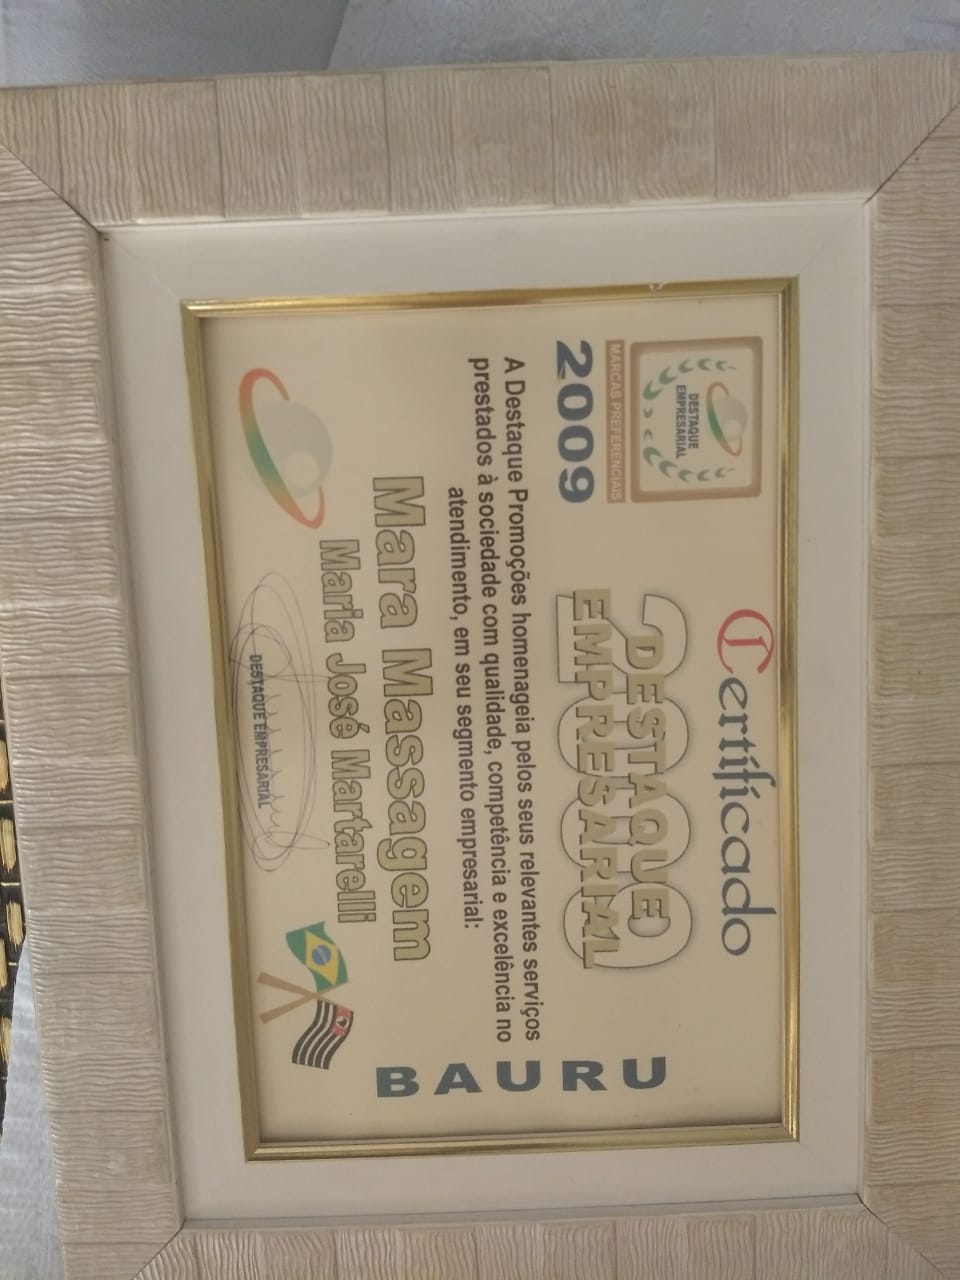 Certificado
DESTAQUE
EMPRESARIAL
MARCAS PREFERENCIAIS
2009
2009
DESTAQUE
EMPRESARIAL
A Destaque Promoções homenageia pelos seus relevantes serviços
prestados à sociedade com qualidade, competência e excelência no
atendimento, em seu segmento empresarial:
Mara Massagem
Maria José Martarelli
DESTAQUE EMPRESARIAL
BAURU